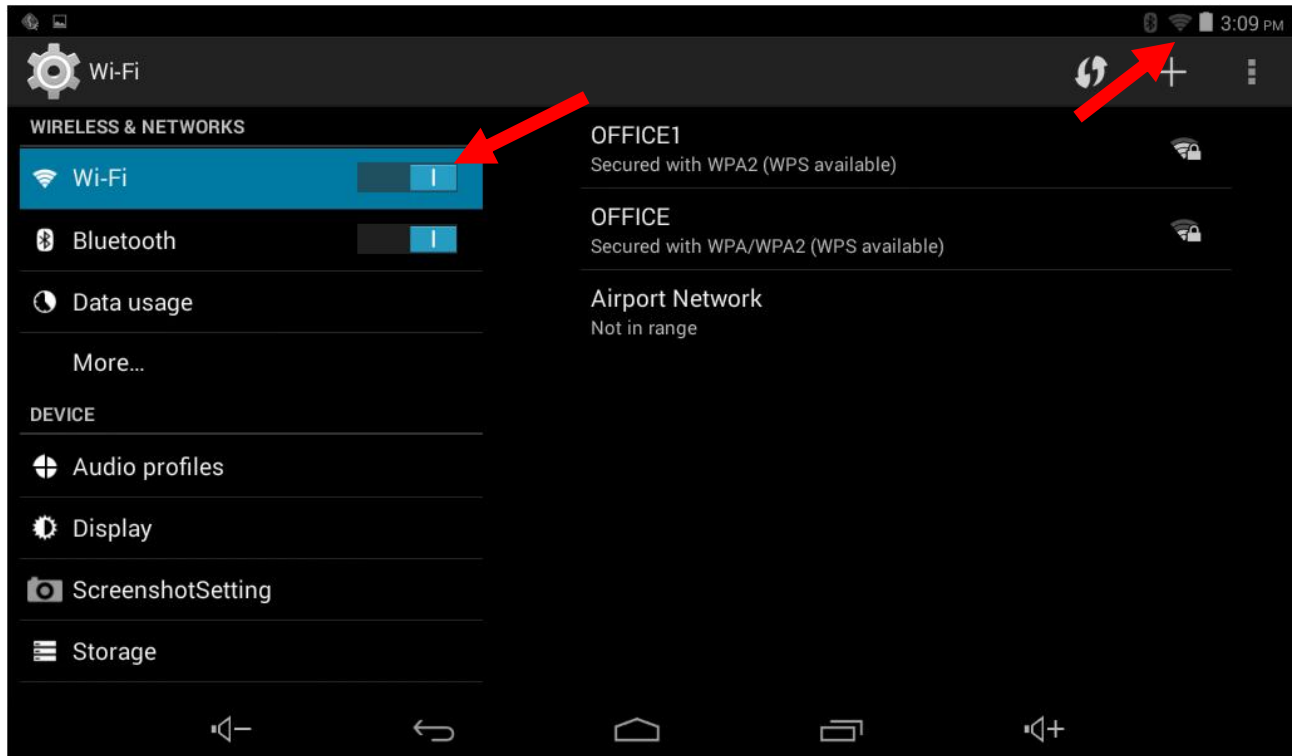 3:09 PM
Wi-Fi
WIRELESS & NETWORKS
Wi-Fi
Bluetooth
Data usage
More...
DEVICE
Audio profiles
Display
ScreenshotSetting
Storage
OFFICE1
Secured with WPA2 (WPS available)
OFFICE
Secured with WPA/WPA2 (WPS available)
Airport Network
Not in range